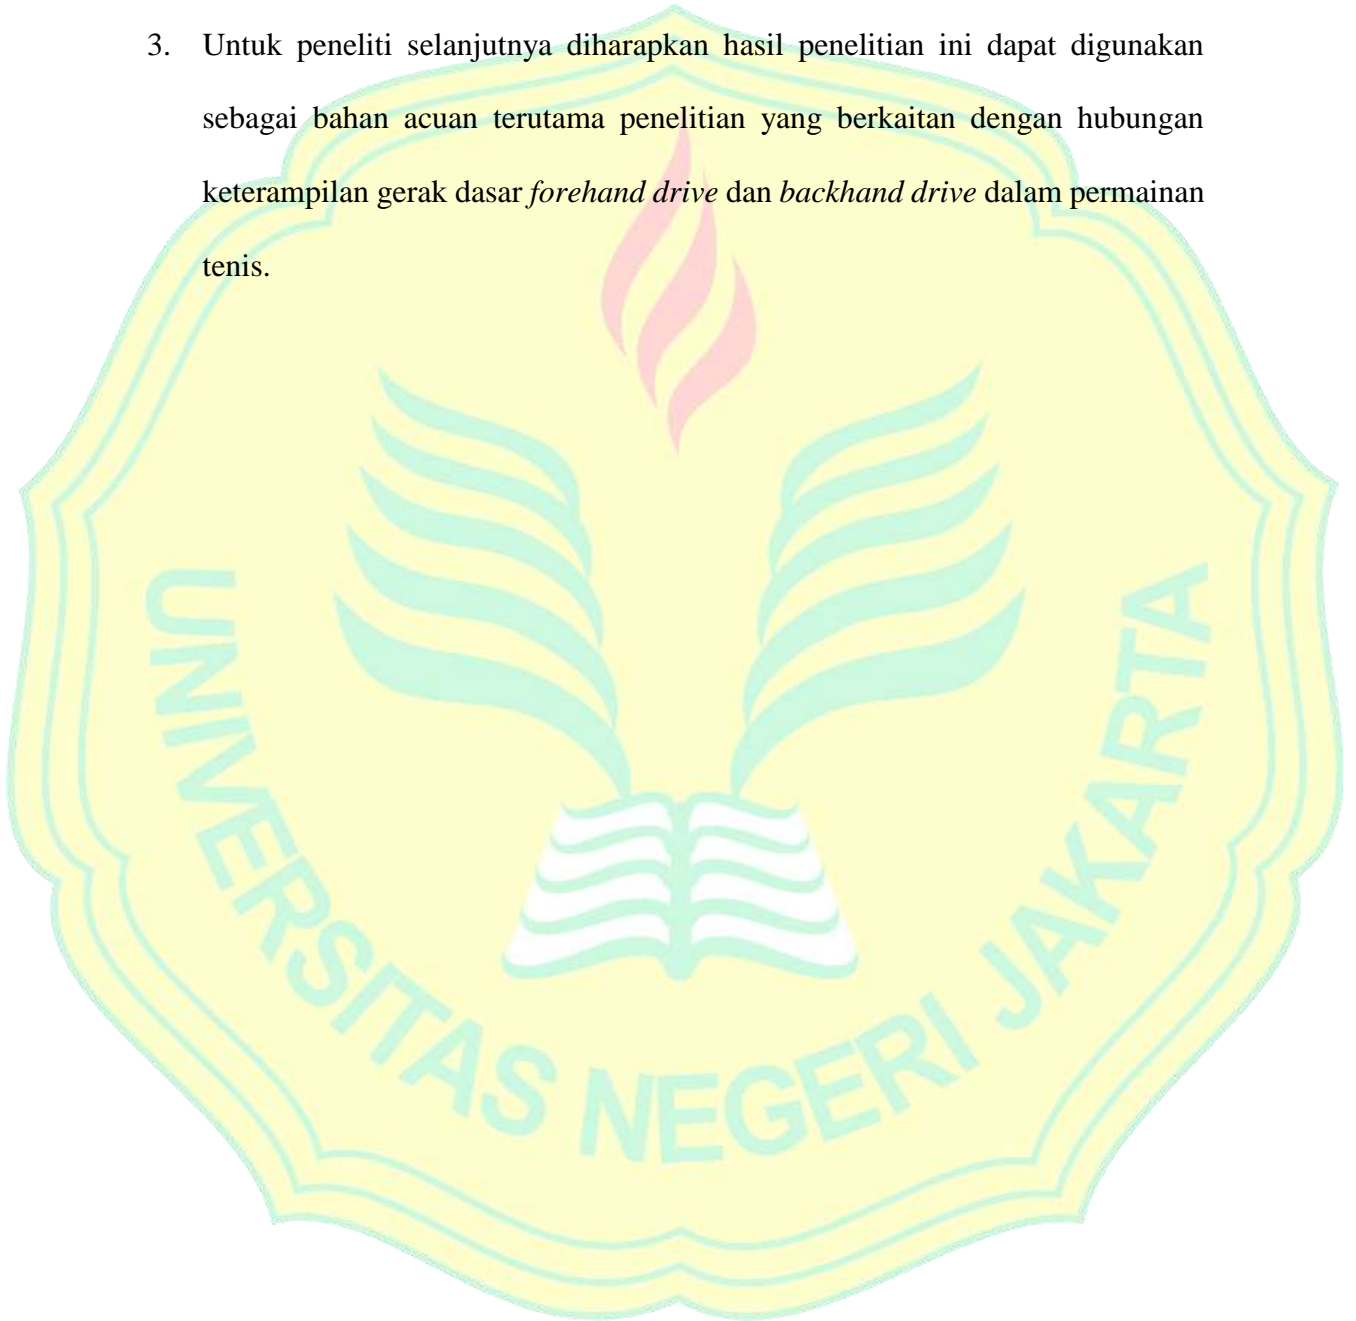 3. Untuk peneliti selanjutnya diharapkan hasil penelitian ini dapat digunakan
sebagai bahan acuan terutama penelitian yang berkaitan dengan hubungan
keterampilan gerak dasar forehand drive dan backhand drive dalam permainan
tenis.
UNIVERSITAS NEGERI JAKARTA